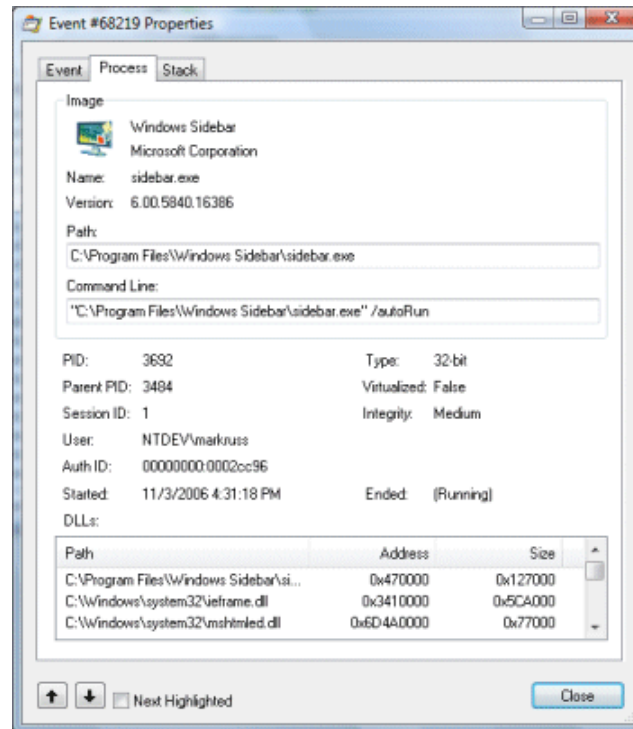 Event #68219 Properties
Event Process Stack
Image
Windows Sidebar
Microsoft Corporation
Name: sidebar.exe
Version: 6.00.5840.16386
Path:
C:\Program Files\Windows Sidebar\sidebar.exe
Command Line:
"C:\Program Files\Windows Sidebar\sidebar.exe" /autoRun
PID: 3692 Type: 32-bit
Parent PID: 3484 Virtualized: False
Session ID: 1 Integrity: Medium
User: NTDEV\markruss
Auth ID: 00000000:0002cc96
Started: 11/3/2006 4:31:18 PM Ended: (Running)
DLLs:
Path Address Size
C:\Program Files\Windows Sidebar\si... 0x470000 0x127000
C:\Windows\system32\ieframe.dll 0x3410000 0x5CA000
C:\Windows\system32\mshtmled.dll 0x6D4A0000 0x77000
Next Highlighted Close